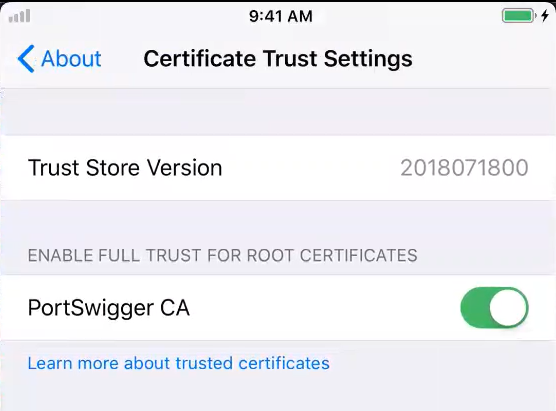 9:41 AM
About
Certificate Trust Settings
Trust Store Version 2018071800
ENABLE FULL TRUST FOR ROOT CERTIFICATES
PortSwigger CA
Learn more about trusted certificates